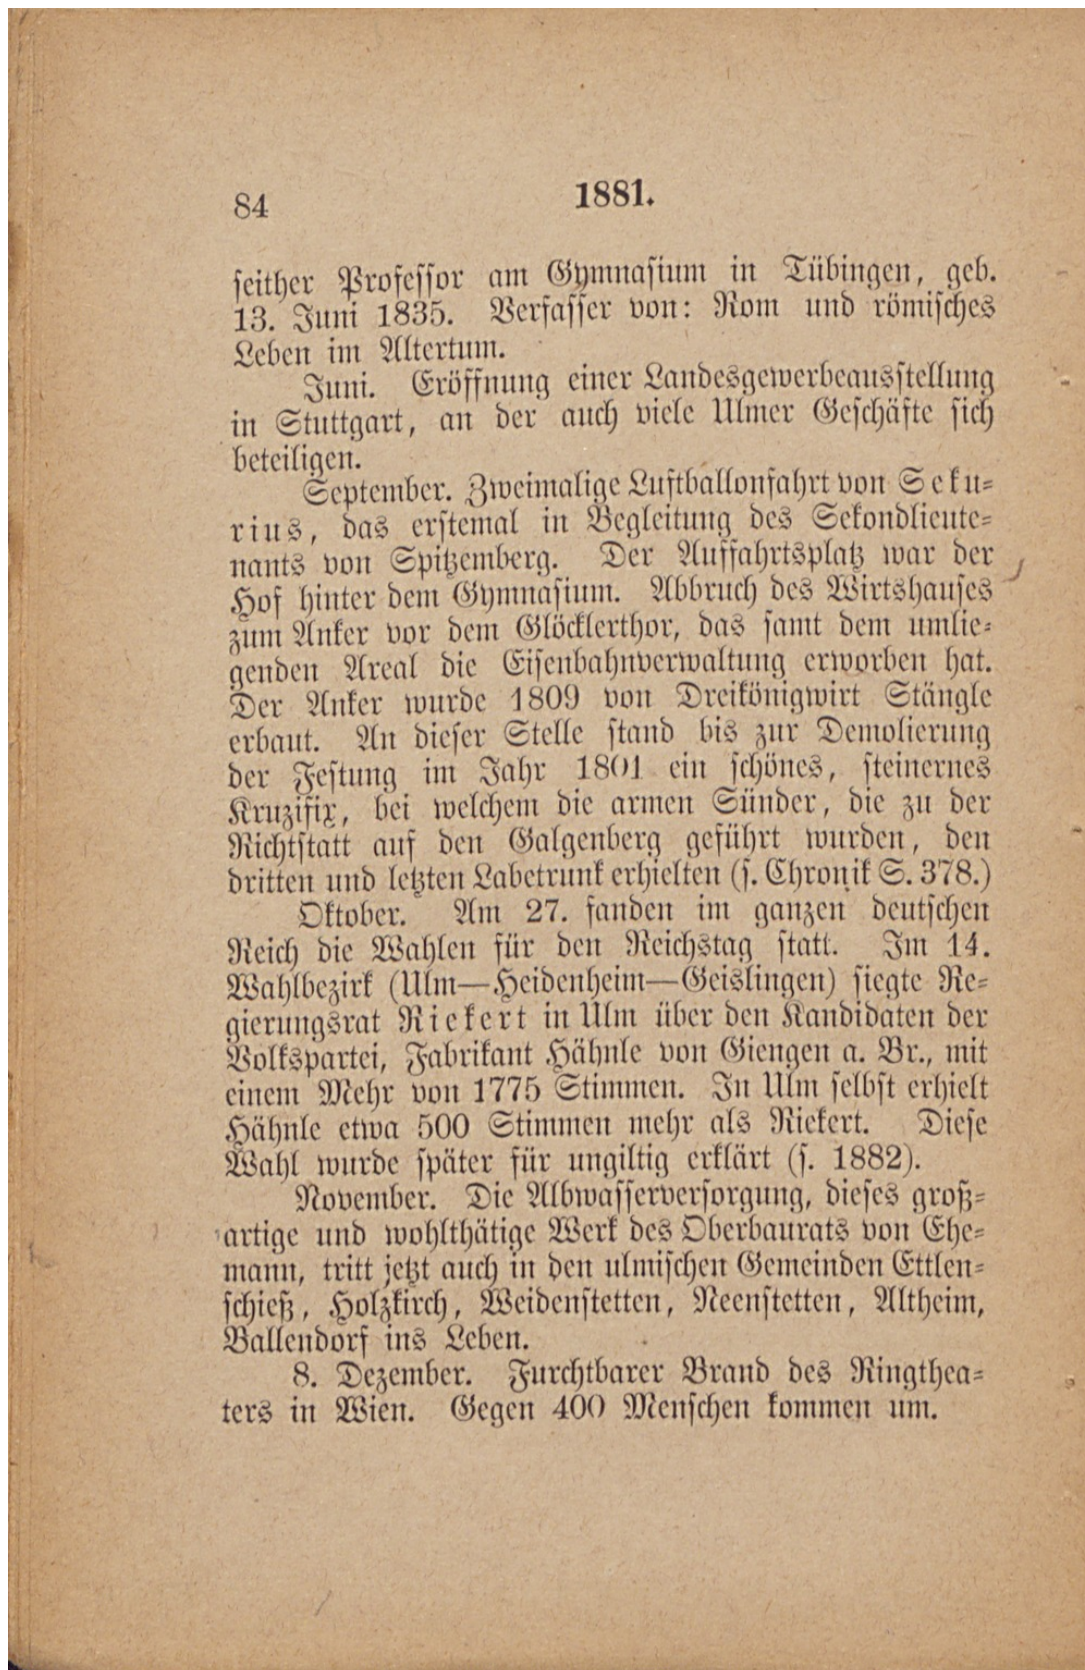 84
1881.
seither Professor am Gymnasium in Tübingen, geb.
13. Juni 1835. Verfasser von: Rom und römisches
Leben im Altertum.
Juni. Eröffnung einer Landesgewerbeausstellung
in Stuttgart, an der auch viele Ulmer Geschäfte sich
beteiligen.
September. Zweimalige Luftballonfahrt von Seku-
rius, das erstemal in Begleitung des Sekondlieute-
nants von Spitzemberg. Der Auffahrtsplatz war der
Hof hinter dem Gymnasium. Abbruch des Wirtshauses
zum Anker vor dem Glöcklerthor, das samt dem umlie-
genden Areal die Eisenbahnverwaltung erworben hat.
Der Anker wurde 1809 von Dreikönigwirt Stängle
erbaut. An dieser Stelle stand bis zur Demolierung
der Festung im Jahr 1801 ein schönes, steinernes
Kruzifix, bei welchem die armen Sünder, die zu der
Richtstatt auf den Galgenberg geführt wurden, den
dritten und letzten Labetrunk erhielten (s. Chronik S. 378.)
Oktober. Am 27. fanden im ganzen deutschen
Reich die Wahlen für den Reichstag statt. Im 14.
Wahlbezirk (Ulm—Heidenheim—Geislingen) siegte Re-
gierungsrat Riekert in Ulm über den Kandidaten der
Volkspartei, Fabrikant Hähnle von Giengen a. Br., mit
einem Mehr von 1775 Stimmen. In Ulm selbst erhielt
Hähnle etwa 500 Stimmen mehr als Riekert. Diese
Wahl wurde später für ungiltig erklärt (s. 1882).
November. Die Albwasserversorgung, dieses groß-
artige und wohlthätige Werk des Oberbaurats von Ehe-
mann, tritt jetzt auch in den ulmischen Gemeinden Ettlen-
schieß, Holzkirch, Weidenstetten, Neenstetten, Altheim,
Ballendorf ins Leben.
8. Dezember. Furchtbarer Brand des Ringthea-
ters in Wien. Gegen 400 Menschen kommen um.